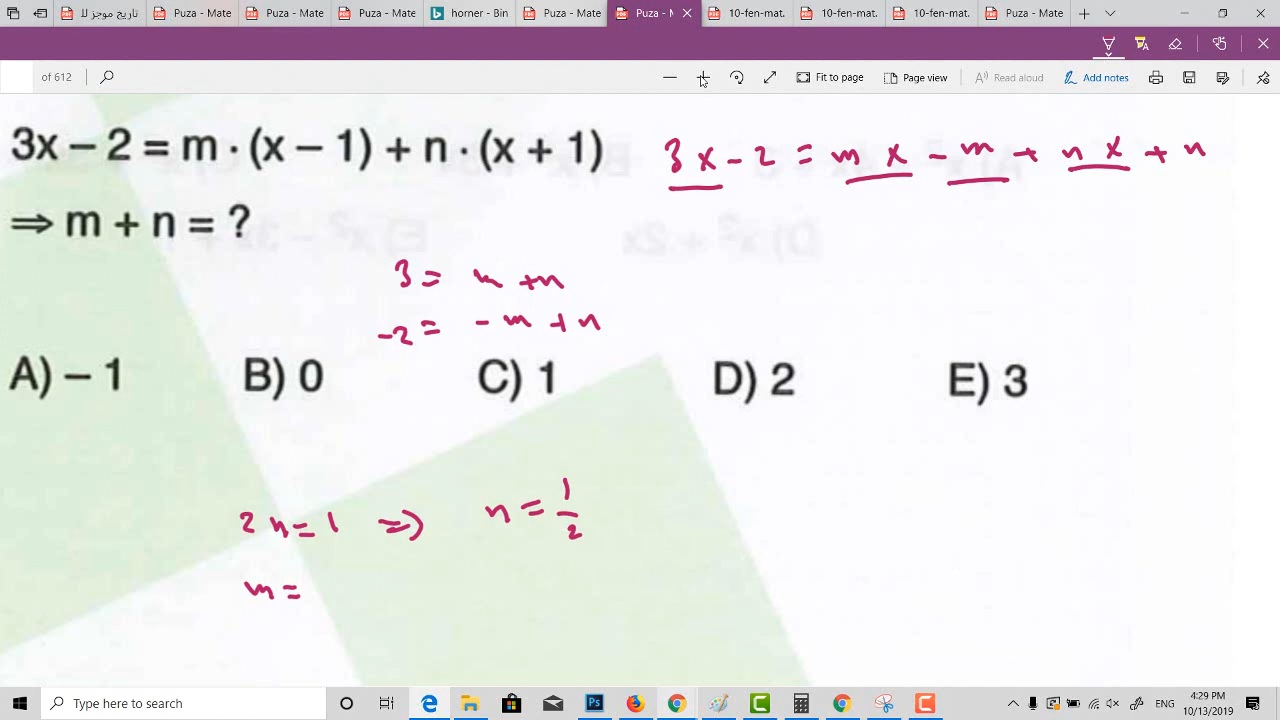 تاريخ موجز للـ
Puza - Mate
Puza - Mate
Puza - Mate
horner - Bin
Puza - Mate
Puza - M
10-fen-mat.
10-fen-mat.
10-fen-mat.
Puza - Mate
of 612
Fit to page
Page view
Read aloud
Add notes
3x – 2 = m · (x – 1) + n · (x + 1)
3x - 2 = mx - m + nx + n
⇒ m + n = ?
3 = m + n
-2 = - m + n
A) – 1
B) 0
C) 1
D) 2
E) 3
2n = 1 ⇒ n = 1/2
m =
Type here to search
ENG
4:29 PM
10/13/2019